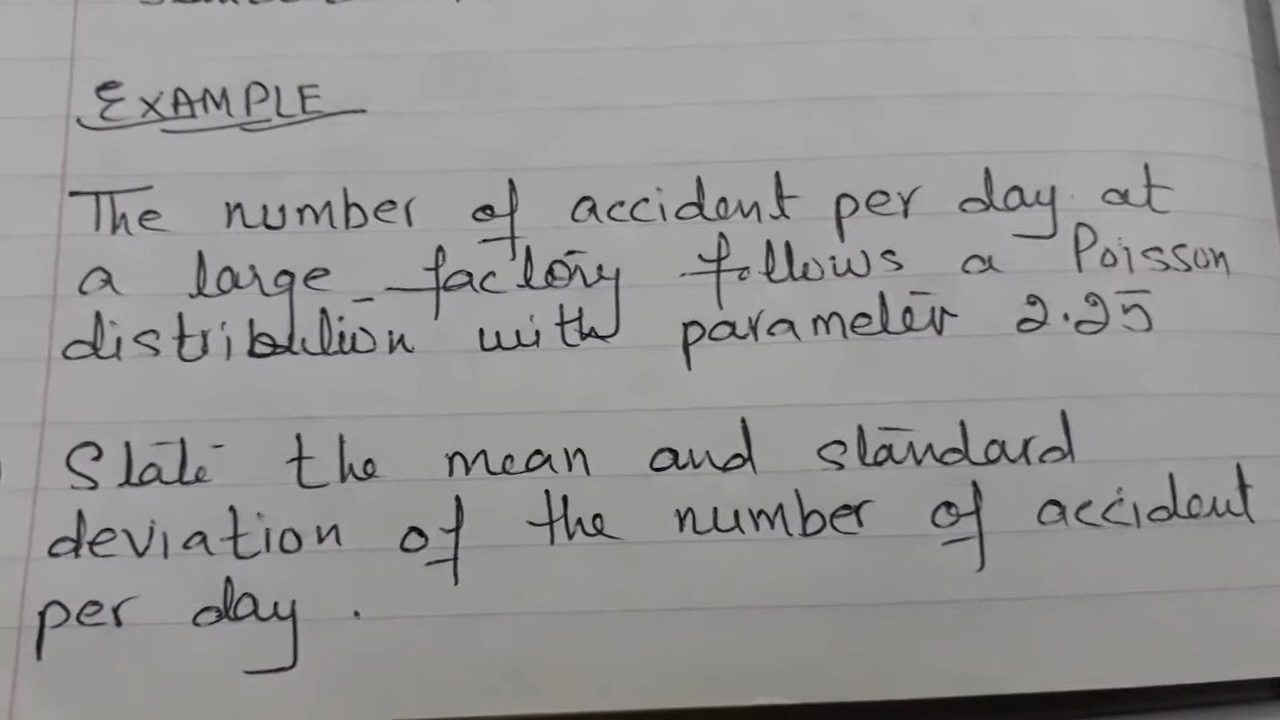 EXAMPLE
The number of accident per day at
a large factory follows a Poisson
distribution with parameter 2.25
State the mean and standard
deviation of the number of accident
per day.